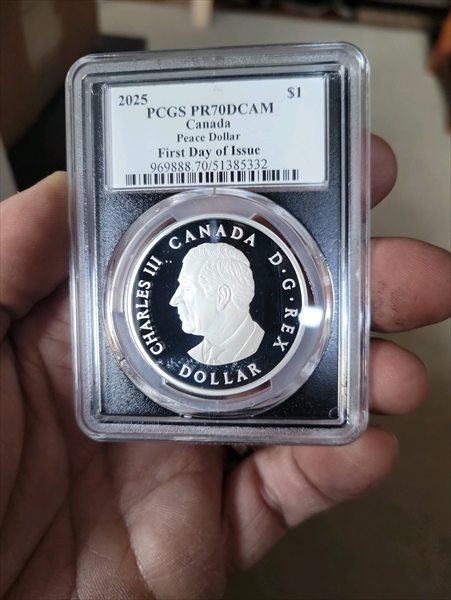 2025 $1
PCGS PR70DCAM
Canada
Peace Dollar
First Day of Issue
969888.70/51385332
CHARLES III CANADA D·G·REX
DOLLAR